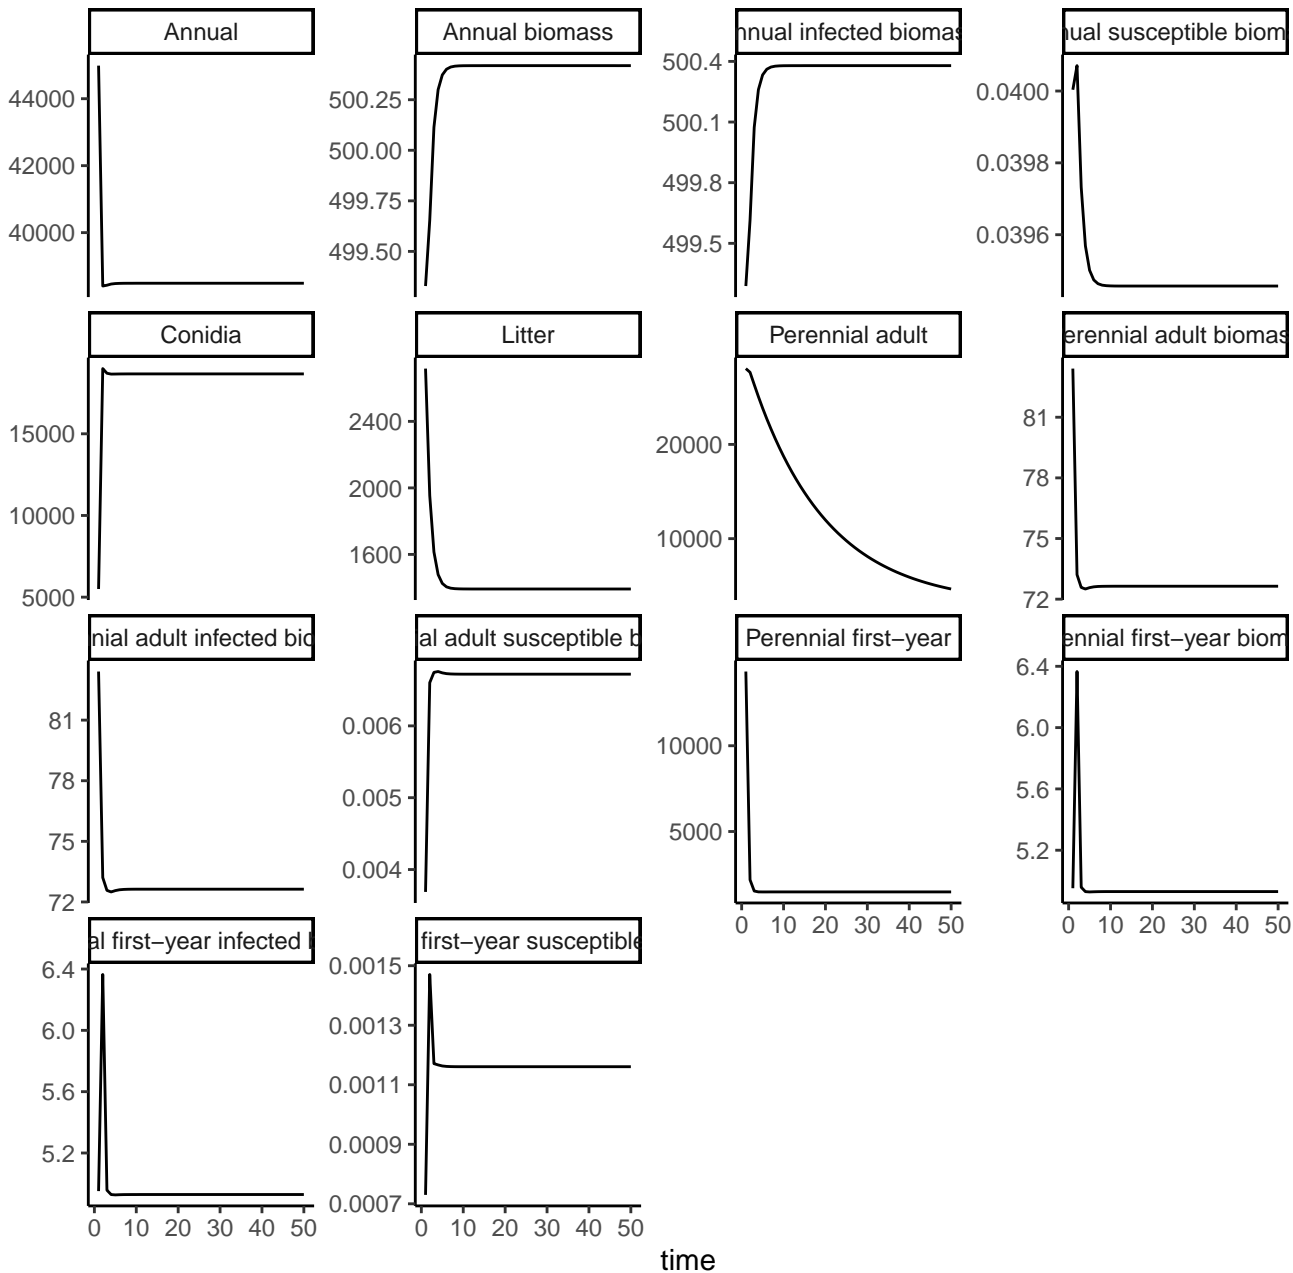 Annual
Annual biomass
nnual infected biomas
nual susceptible biom
44000
42000
40000
500.25
500.00
499.75
499.50
500.4
500.1
499.8
499.5
0.0400
0.0398
0.0396
Conidia
Litter
Perennial adult
erennial adult biomas
15000
10000
5000
2400
2000
1600
20000
10000
81
78
75
72
nial adult infected bio
al adult susceptible b
Perennial first−year
ennial first−year biom
81
78
75
72
0.006
0.005
0.004
10000
5000
6.4
6.0
5.6
5.2
0 10 20 30 40 50
0 10 20 30 40 50
al first−year infected b
first−year susceptible
6.4
6.0
5.6
5.2
0.0015
0.0013
0.0011
0.0009
0.0007
0 10 20 30 40 50
0 10 20 30 40 50
time